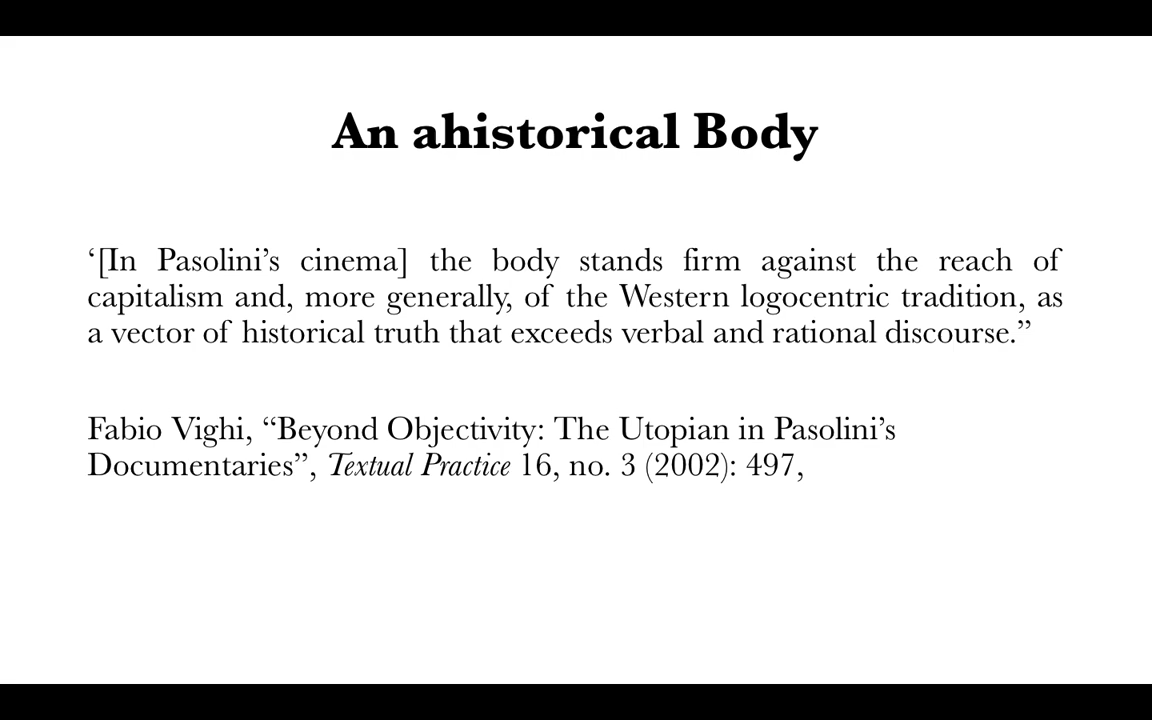 An ahistorical Body
‘[In Pasolini’s cinema] the body stands firm against the reach of
capitalism and, more generally, of the Western logocentric tradition, as
a vector of historical truth that exceeds verbal and rational discourse.”
Fabio Vighi, “Beyond Objectivity: The Utopian in Pasolini’s
Documentaries”, Textual Practice 16, no. 3 (2002): 497,